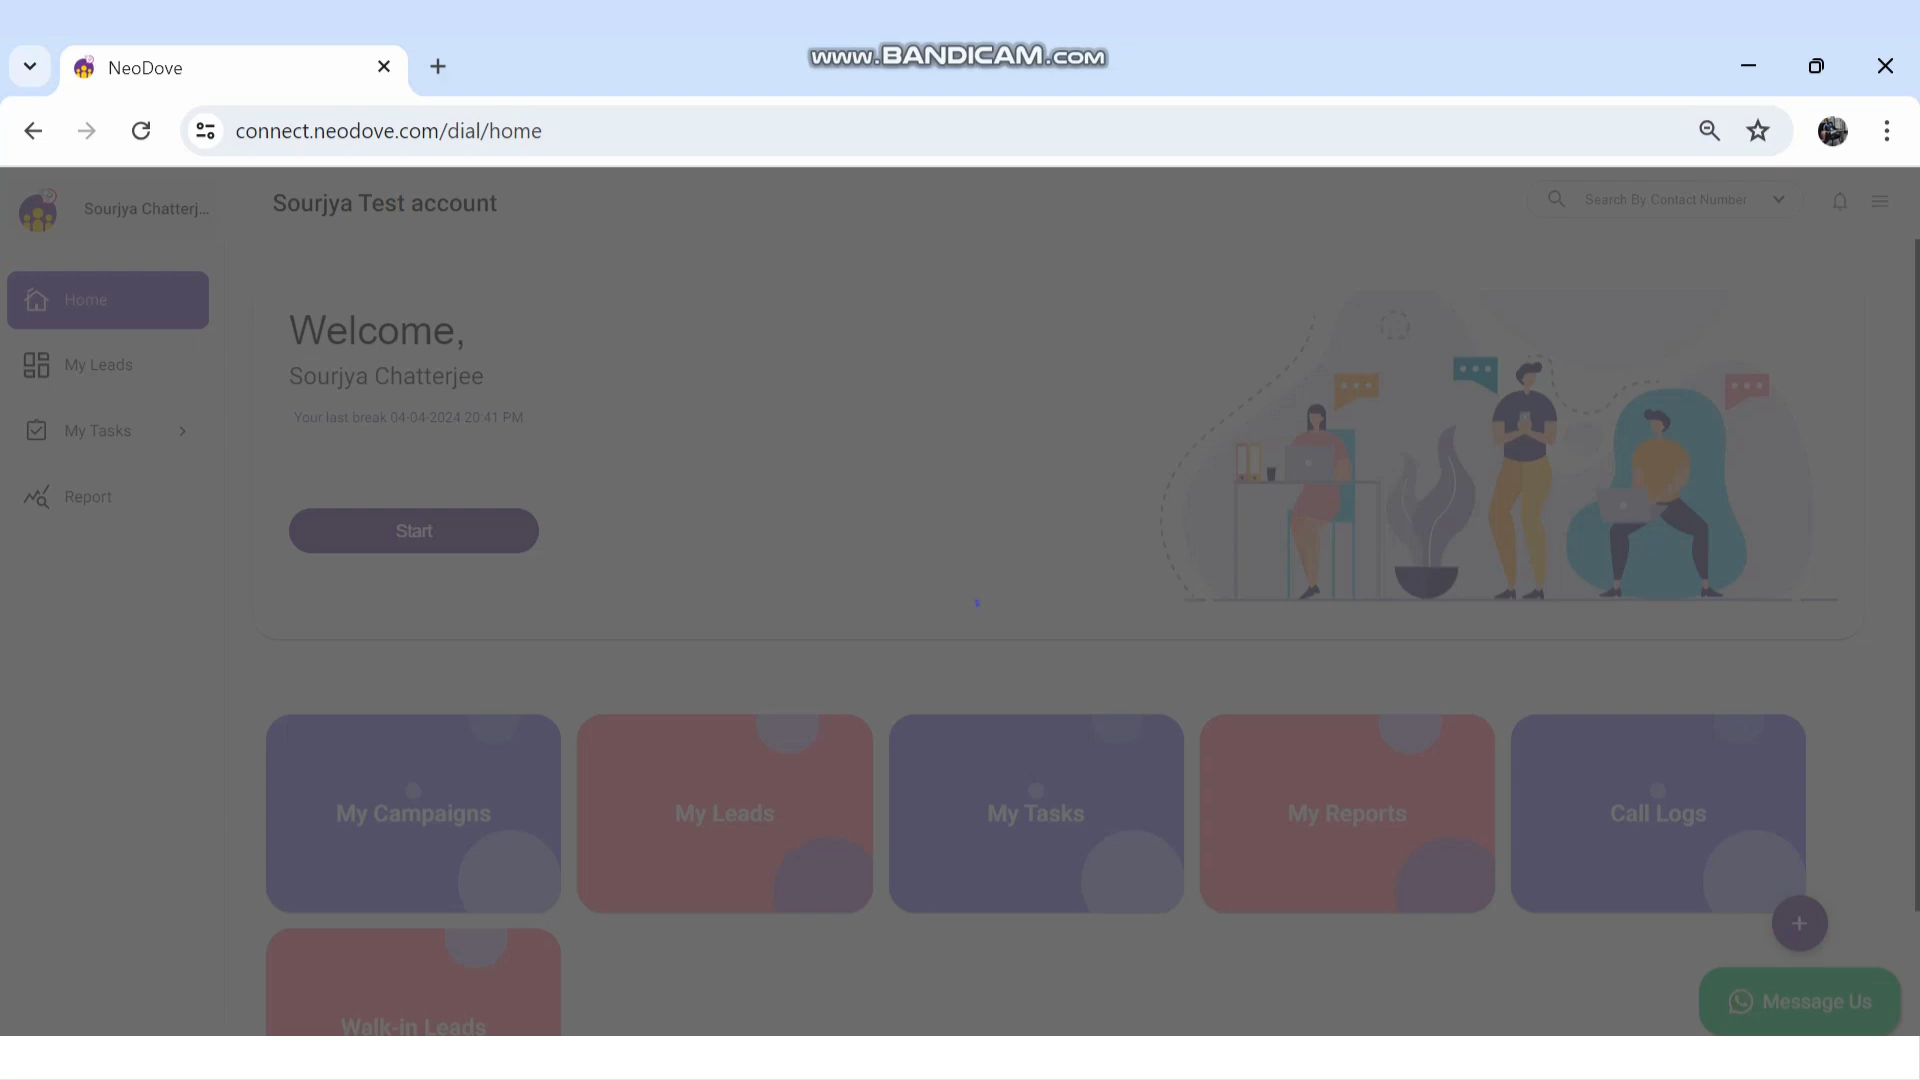 NeoDove
www.BANDICAM.com
connect.neodove.com/dial/home
Sourjya Chatterj...
Sourjya Test account
Search By Contact Number
Home
My Leads
My Tasks
Report
Welcome,
Sourjya Chatterjee
Your last break 04-04-2024 20:41 PM
Start
My Campaigns
My Leads
My Tasks
My Reports
Call Logs
Walk-in Leads
Message Us